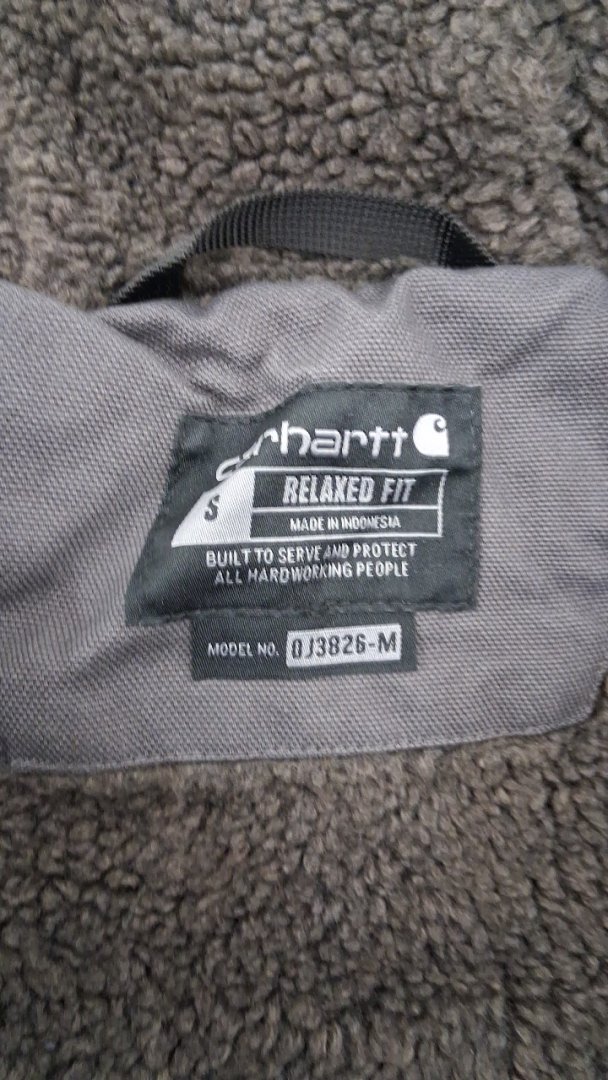 carhartt
S
RELAXED FIT
MADE IN INDONESIA
BUILT TO SERVE AND PROTECT
ALL HARDWORKING PEOPLE
MODEL NO. OJ3826-M